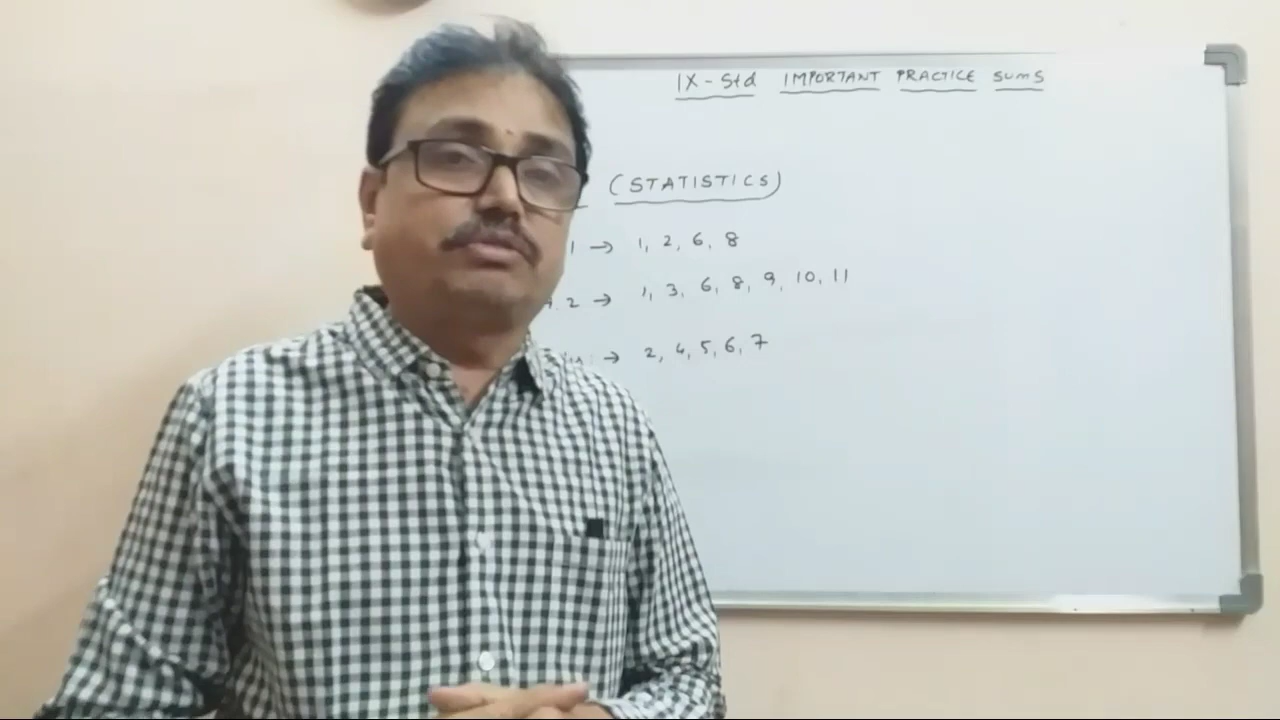 IX - Std IMPORTANT PRACTICE SUMS
(STATISTICS)
1 → 1, 2, 6, 8
.2 → 1, 3, 6, 8, 9, 10, 11
→ 2, 4, 5, 6, 7